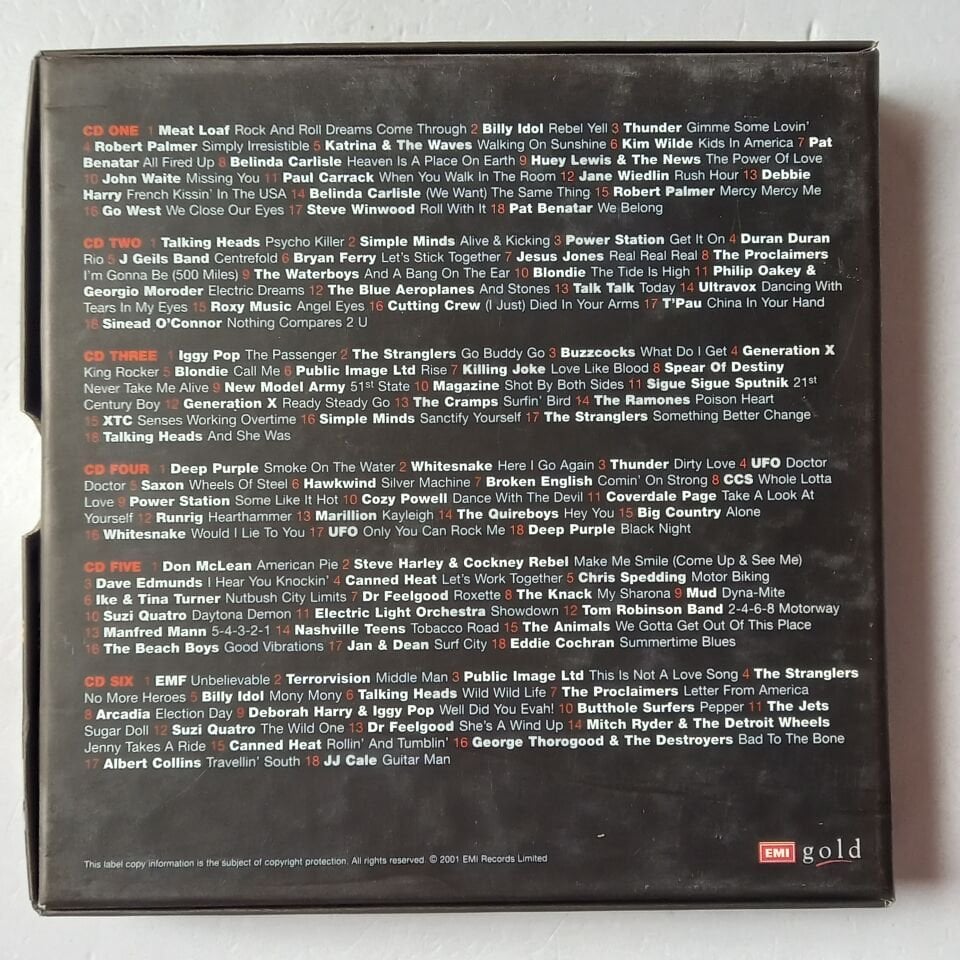 CD ONE 1 Meat Loaf Rock And Roll Dreams Come Through 2 Billy Idol Rebel Yell 3 Thunder Gimme Some Lovin'
4 Robert Palmer Simply Irresistible 5 Katrina & The Waves Walking On Sunshine 6 Kim Wilde Kids In America 7 Pat
Benatar All Fired Up 8 Belinda Carlisle Heaven Is A Place On Earth 9 Huey Lewis & The News The Power Of Love
10 John Waite Missing You 11 Paul Carrack When You Walk In The Room 12 Jane Wiedlin Rush Hour 13 Debbie
Harry French Kissin' In The USA 14 Belinda Carlisle (We Want) The Same Thing 15 Robert Palmer Mercy Mercy Me
16 Go West We Close Our Eyes 17 Steve Winwood Roll With It 18 Pat Benatar We Belong
CD TWO 1 Talking Heads Psycho Killer 2 Simple Minds Alive & Kicking 3 Power Station Get It On 4 Duran Duran
Rio 5 J Geils Band Centrefold 6 Bryan Ferry Let's Stick Together 7 Jesus Jones Real Real Real 8 The Proclaimers
I'm Gonna Be (500 Miles) 9 The Waterboys And A Bang On The Ear 10 Blondie The Tide Is High 11 Philip Oakey &
Georgio Moroder Electric Dreams 12 The Blue Aeroplanes And Stones 13 Talk Talk Today 14 Ultravox Dancing With
Tears In My Eyes 15 Roxy Music Angel Eyes 16 Cutting Crew (I Just) Died In Your Arms 17 T'Pau China In Your Hand
18 Sinead O'Connor Nothing Compares 2 U
CD THREE 1 Iggy Pop The Passenger 2 The Stranglers Go Buddy Go 3 Buzzcocks What Do I Get 4 Generation X
King Rocker 5 Blondie Call Me 6 Public Image Ltd Rise 7 Killing Joke Love Like Blood 8 Spear Of Destiny
Never Take Me Alive 9 New Model Army 51st State 10 Magazine Shot By Both Sides 11 Sigue Sigue Sputnik 21st
Century Boy 12 Generation X Ready Steady Go 13 The Cramps Surfin' Bird 14 The Ramones Poison Heart
15 XTC Senses Working Overtime 16 Simple Minds Sanctify Yourself 17 The Stranglers Something Better Change
18 Talking Heads And She Was
CD FOUR 1 Deep Purple Smoke On The Water 2 Whitesnake Here I Go Again 3 Thunder Dirty Love 4 UFO Doctor
Doctor 5 Saxon Wheels Of Steel 6 Hawkwind Silver Machine 7 Broken English Comin' On Strong 8 CCS Whole Lotta
Love 9 Power Station Some Like It Hot 10 Cozy Powell Dance With The Devil 11 Coverdale Page Take A Look At
Yourself 12 Runrig Hearthammer 13 Marillion Kayleigh 14 The Quireboys Hey You 15 Big Country Alone
16 Whitesnake Would I Lie To You 17 UFO Only You Can Rock Me 18 Deep Purple Black Night
CD FIVE 1 Don McLean American Pie 2 Steve Harley & Cockney Rebel Make Me Smile (Come Up & See Me)
3 Dave Edmunds I Hear You Knockin' 4 Canned Heat Let's Work Together 5 Chris Spedding Motor Biking
6 Ike & Tina Turner Nutbush City Limits 7 Dr Feelgood Roxette 8 The Knack My Sharona 9 Mud Dyna-Mite
10 Suzi Quatro Daytona Demon 11 Electric Light Orchestra Showdown 12 Tom Robinson Band 2-4-6-8 Motorway
13 Manfred Mann 5-4-3-2-1 14 Nashville Teens Tobacco Road 15 The Animals We Gotta Get Out Of This Place
16 The Beach Boys Good Vibrations 17 Jan & Dean Surf City 18 Eddie Cochran Summertime Blues
CD SIX 1 EMF Unbelievable 2 Terrorvision Middle Man 3 Public Image Ltd This Is Not A Love Song 4 The Stranglers
No More Heroes 5 Billy Idol Mony Mony 6 Talking Heads Wild Wild Life 7 The Proclaimers Letter From America
8 Arcadia Election Day 9 Deborah Harry & Iggy Pop Well Did You Evah! 10 Butthole Surfers Pepper 11 The Jets
Sugar Doll 12 Suzi Quatro The Wild One 13 Dr Feelgood She's A Wind Up 14 Mitch Ryder & The Detroit Wheels
Jenny Takes A Ride 15 Canned Heat Rollin' And Tumblin' 16 George Thorogood & The Destroyers Bad To The Bone
17 Albert Collins Travellin' South 18 JJ Cale Guitar Man
This label copy information is the subject of copyright protection. All rights reserved. © 2001 EMI Records Limited
EMI gold